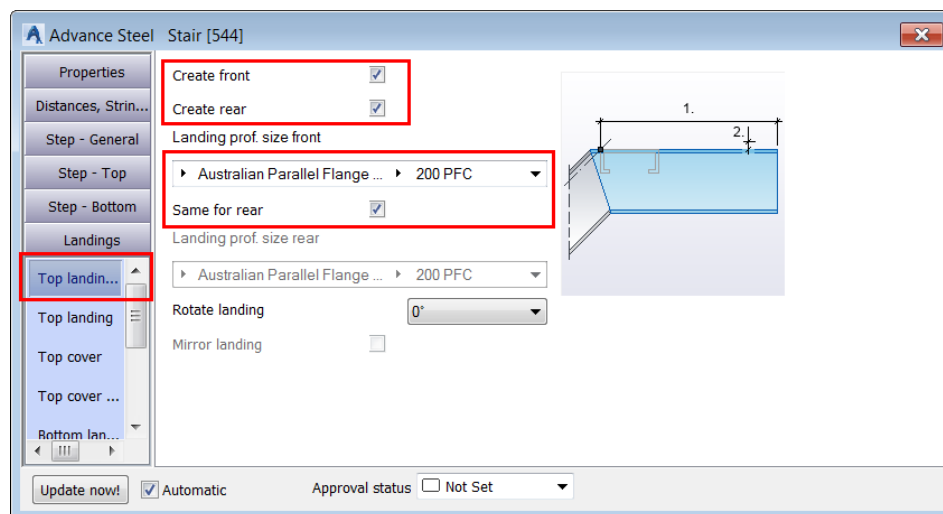 Advance Steel Stair [544]
Properties
Distances, Strin...
Step - General
Step - Top
Step - Bottom
Landings
Top landin...
Top landing
Top cover
Top cover ...
Bottom lan...
Create front
Create rear
Landing prof. size front
Australian Parallel Flange ... 200 PFC
Same for rear
Landing prof. size rear
Australian Parallel Flange ... 200 PFC
Rotate landing 0°
Mirror landing
1.
2.
Update now! Automatic Approval status Not Set